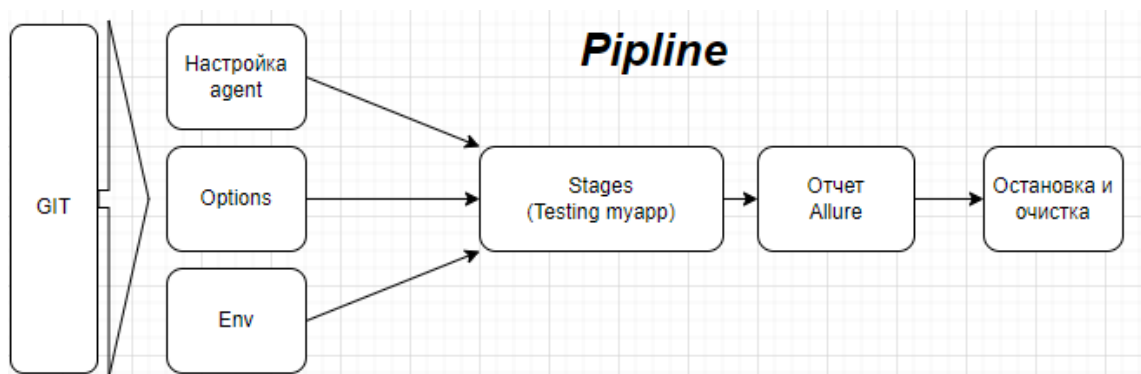 Pipline
GIT
Настройка
agent
Options
Env
Stages
(Testing myapp)
Отчет
Allure
Остановка и
очистка